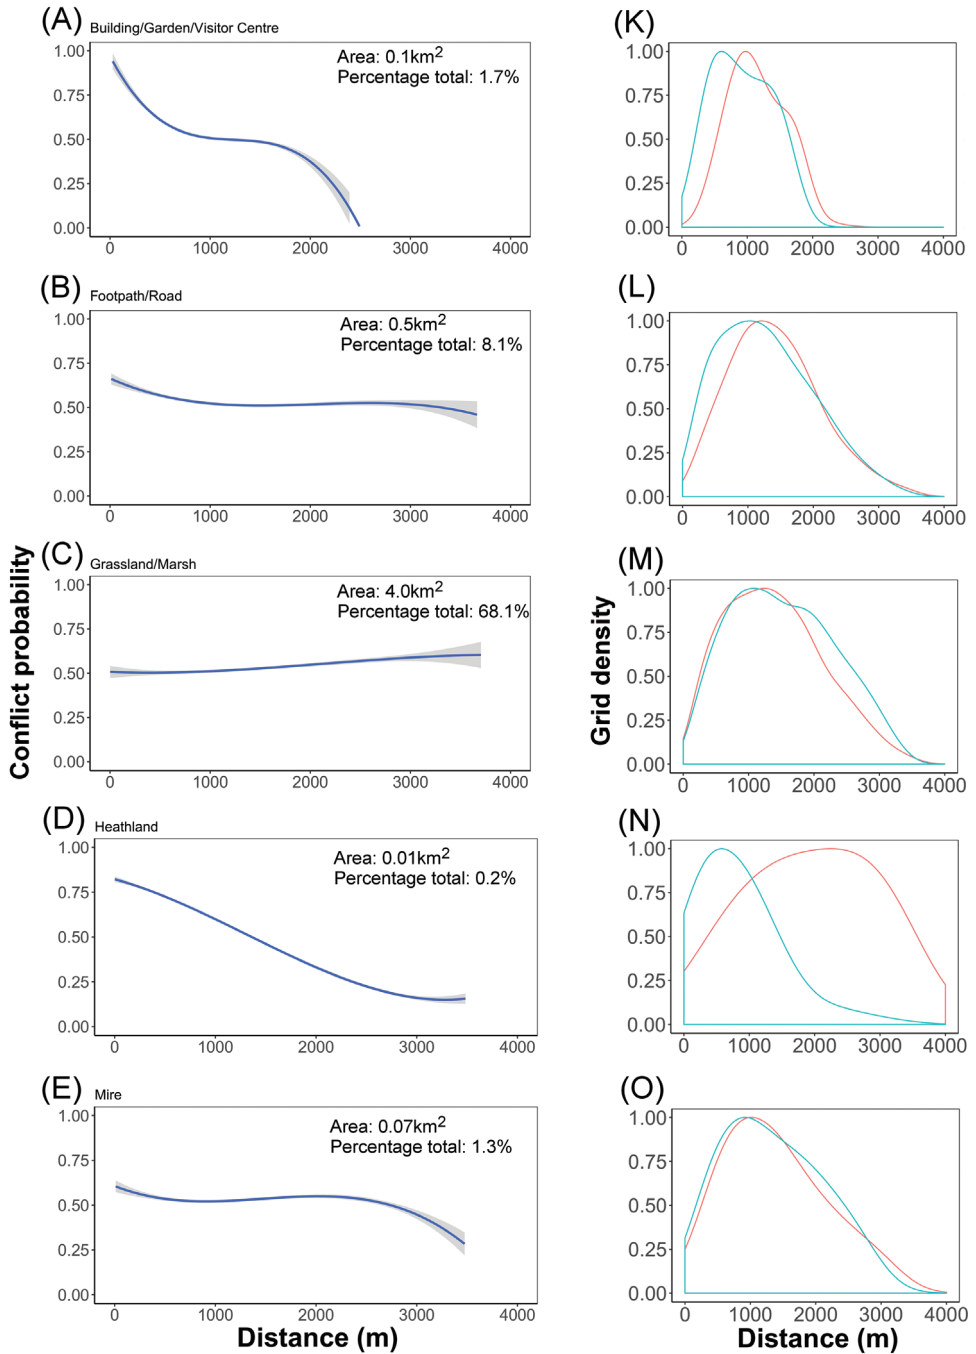 (A) Building/Garden/Visitor Centre
Area: 0.1km2
Percentage total: 1.7%
1.00
0.75
0.50
0.25
0.00
0 1000 2000 3000 4000
(K)
1.00
0.75
0.50
0.25
0.00
0 1000 2000 3000 4000
(B) Footpath/Road
Area: 0.5km2
Percentage total: 8.1%
1.00
0.75
0.50
0.25
0.00
0 1000 2000 3000 4000
(L)
1.00
0.75
0.50
0.25
0.00
0 1000 2000 3000 4000
(C) Grassland/Marsh
Area: 4.0km2
Percentage total: 68.1%
1.00
0.75
0.50
0.25
0.00
0 1000 2000 3000 4000
Conflict probability
(M)
1.00
0.75
0.50
0.25
0.00
0 1000 2000 3000 4000
Grid density
(D) Heathland
Area: 0.01km2
Percentage total: 0.2%
1.00
0.75
0.50
0.25
0.00
0 1000 2000 3000 4000
(N)
1.00
0.75
0.50
0.25
0.00
0 1000 2000 3000 4000
(E) Mire
Area: 0.07km2
Percentage total: 1.3%
1.00
0.75
0.50
0.25
0.00
0 1000 2000 3000 4000
Distance (m)
(O)
1.00
0.75
0.50
0.25
0.00
0 1000 2000 3000 4000
Distance (m)